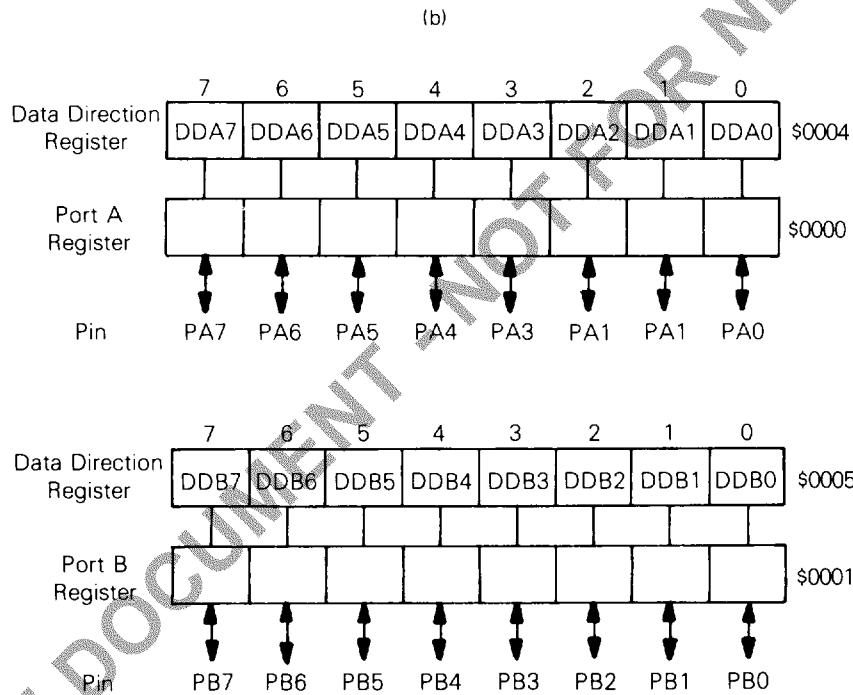 (b)
7 6 5 4 3 2 1 0
Data Direction Register DDA7 DDA6 DDA5 DDA4 DDA3 DDA2 DDA1 DDA0 $0004
Port A Register $0000
Pin PA7 PA6 PA5 PA4 PA3 PA1 PA1 PA0
7 6 5 4 3 2 1 0
Data Direction Register DDB7 DDB6 DDB5 DDB4 DDB3 DDB2 DDB1 DDB0 $0005
Port B Register $0001
Pin PB7 PB6 PB5 PB4 PB3 PB2 PB1 PB0
DOCUMENT - NOT FOR